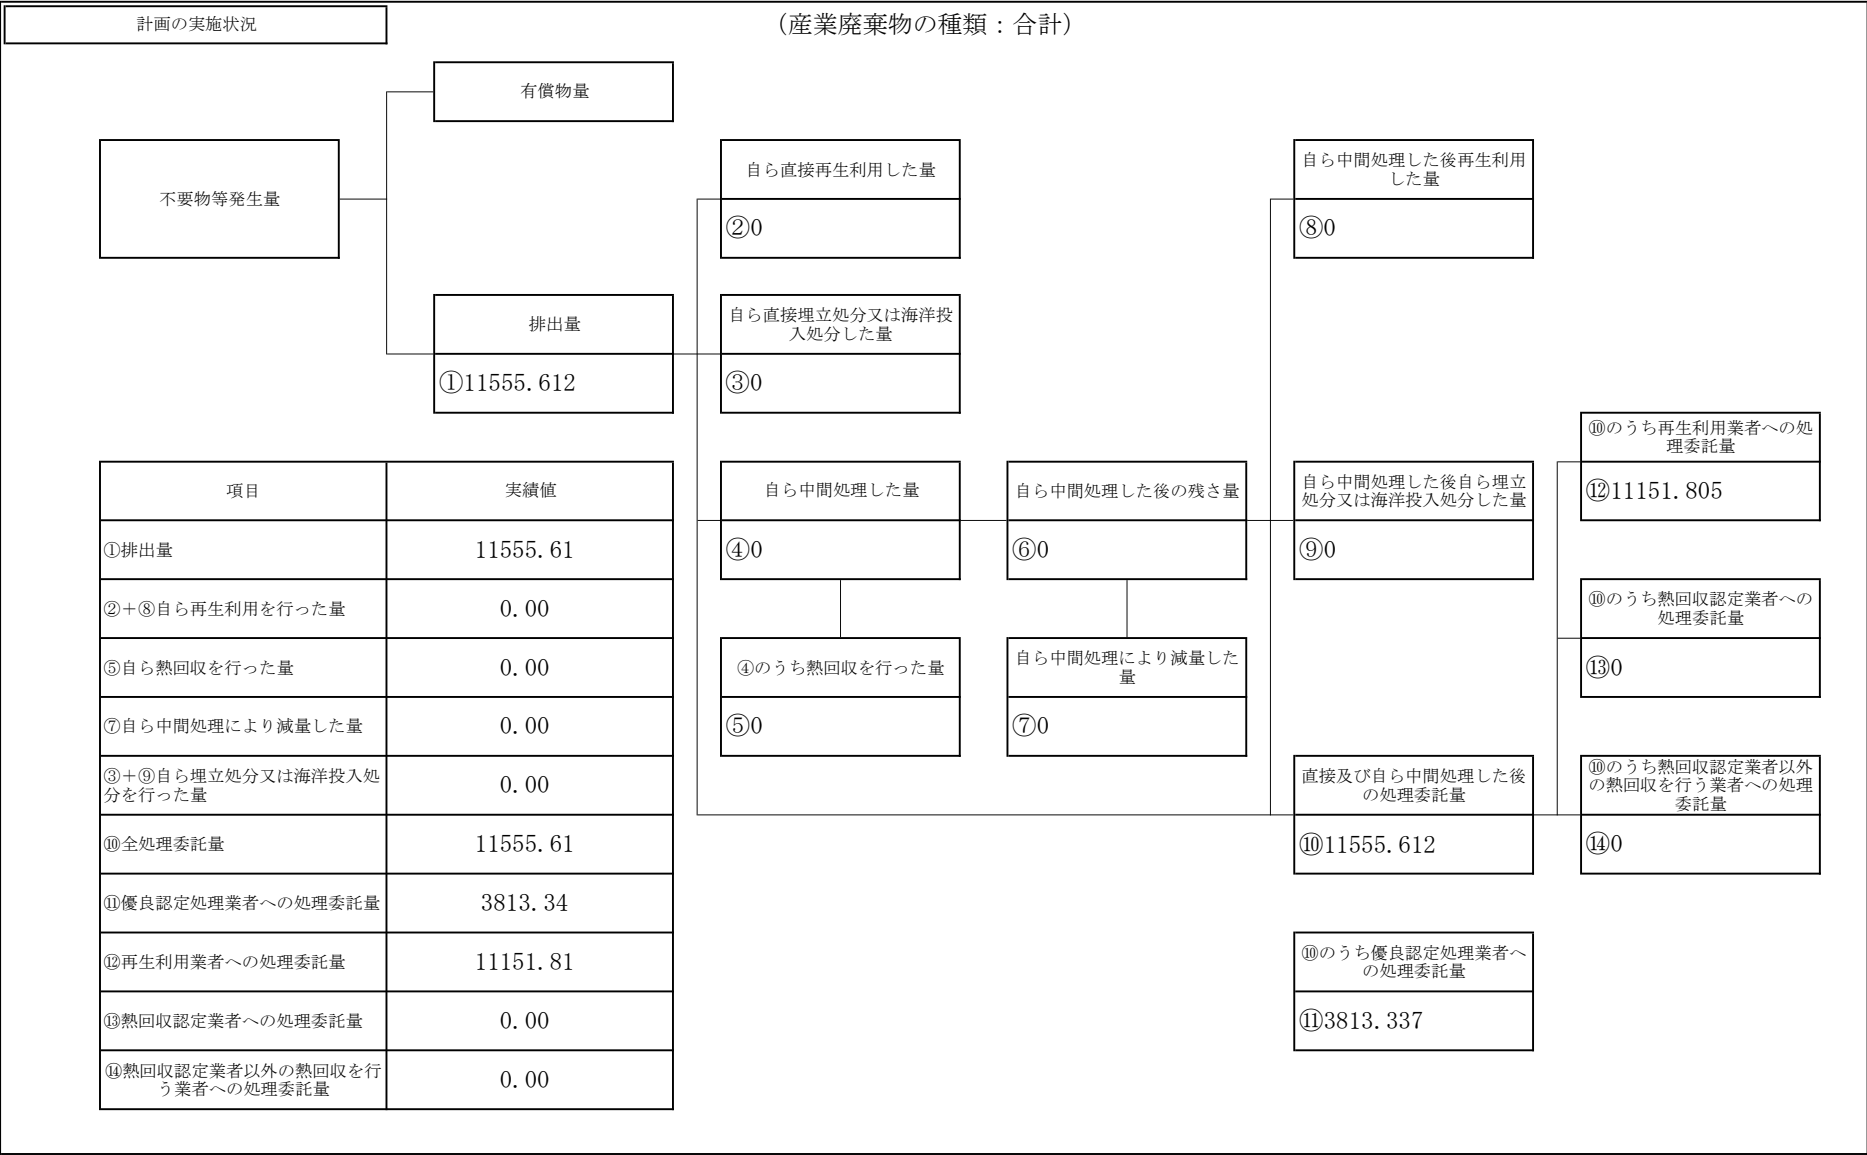 計画の実施状況
（産業廃棄物の種類：合計）
有償物量
不要物等発生量
自ら直接再生利用した量
②0
自ら中間処理した後再生利用
した量
⑧0
排出量
①11555.612
自ら直接埋立処分又は海洋投
入処分した量
③0
⑩のうち再生利用業者への処
理委託量
⑫11151.805
自ら中間処理した量
④0
自ら中間処理した後の残さ量
⑥0
自ら中間処理した後自ら埋立
処分又は海洋投入処分した量
⑨0
⑩のうち熱回収認定業者への
処理委託量
⑬0
④のうち熱回収を行った量
⑤0
自ら中間処理により減量した
量
⑦0
直接及び自ら中間処理した後
の処理委託量
⑩11555.612
⑩のうち熱回収認定業者以外
の熱回収を行う業者への処理
委託量
⑭0
⑩のうち優良認定処理業者へ
の処理委託量
⑪3813.337
項目 実績値
①排出量 11555.61
②＋⑧自ら再生利用を行った量 0.00
⑤自ら熱回収を行った量 0.00
⑦自ら中間処理により減量した量 0.00
③＋⑨自ら埋立処分又は海洋投入処
分を行った量 0.00
⑩全処理委託量 11555.61
⑪優良認定処理業者への処理委託量 3813.34
⑫再生利用業者への処理委託量 11151.81
⑬熱回収認定業者への処理委託量 0.00
⑭熱回収認定業者以外の熱回収を行
う業者への処理委託量 0.00